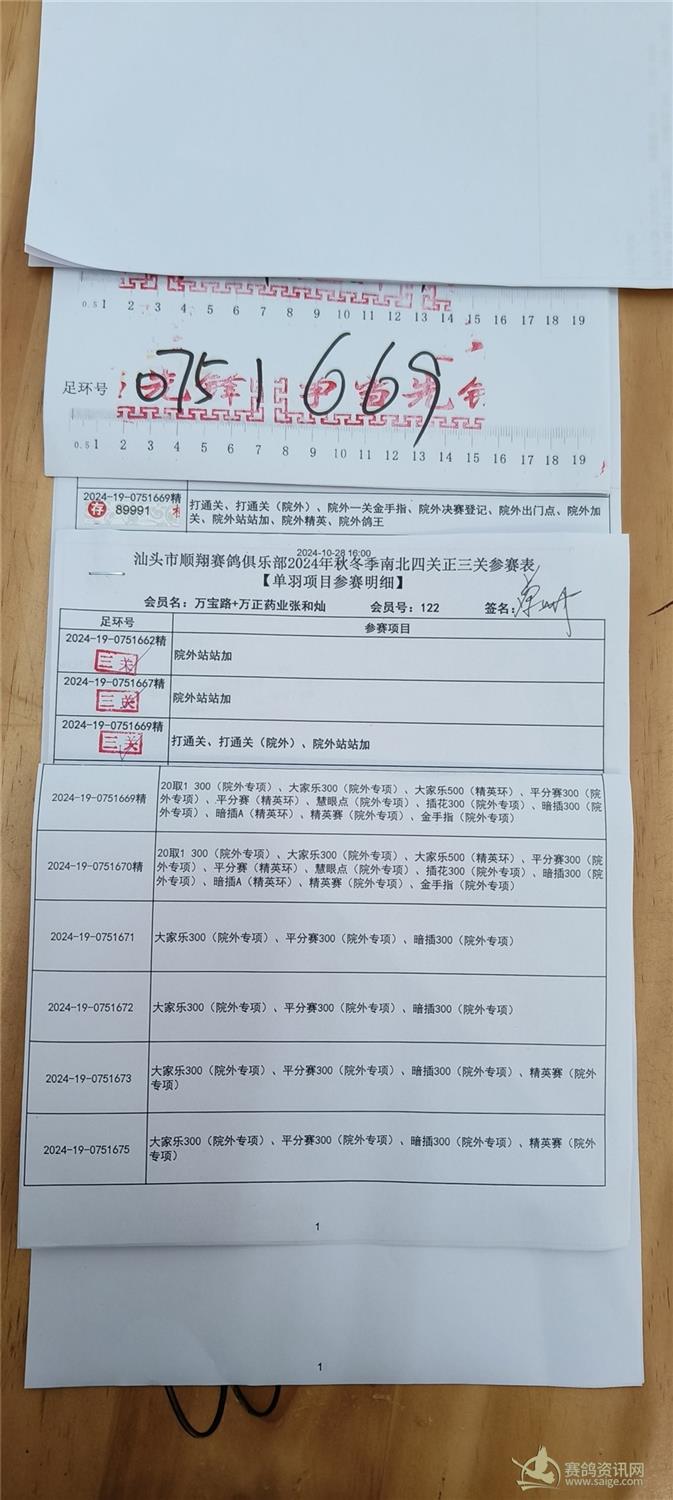 0.5 1 2 3 4 5 6 7 8 9 10 11 12 13 14 15 16 17 18 19
足环号 0751669
0.5 1 2 3 4 5 6 7 8 9 10 11 12 13 14 15 16 17 18 19
2024-19-0751669精
存 89991
打通关、打通关（院外）、院外一关金手指、院外决赛登记、院外出门点、院外加
关、院外站站加、院外精英、院外鸽王
2024-10-28 16:00
汕头市顺翔赛鸽俱乐部2024年秋冬季南北四关正三关参赛表
【单羽项目参赛明细】
会员名：万宝路+万正药业张和灿 会员号：122 签名：
足环号 参赛项目
2024-19-0751662精
三关
院外站站加
2024-19-0751667精
三关
院外站站加
2024-19-0751669精
三关
打通关、打通关（院外）、院外站站加
2024-19-0751669精
20取1 300（院外专项）、大家乐300（院外专项）、大家乐500（精英环）、平分赛300（院
外专项）、平分赛（精英环）、慧眼点（院外专项）、插花300（院外专项）、暗插300（院
外专项）、暗插A（精英环）、精英赛（院外专项）、金手指（院外专项）
2024-19-0751670精
20取1 300（院外专项）、大家乐300（院外专项）、大家乐500（精英环）、平分赛300（院
外专项）、平分赛（精英环）、慧眼点（院外专项）、插花300（院外专项）、暗插300（院
外专项）、暗插A（精英环）、精英赛（院外专项）、金手指（院外专项）
2024-19-0751671
大家乐300（院外专项）、平分赛300（院外专项）、暗插300（院外专项）
2024-19-0751672
大家乐300（院外专项）、平分赛300（院外专项）、暗插300（院外专项）
2024-19-0751673
大家乐300（院外专项）、平分赛300（院外专项）、暗插300（院外专项）、精英赛（院外
专项）
2024-19-0751675
大家乐300（院外专项）、平分赛300（院外专项）、暗插300（院外专项）、精英赛（院外
专项）
1
1
赛鸽资讯网
www.saige.com